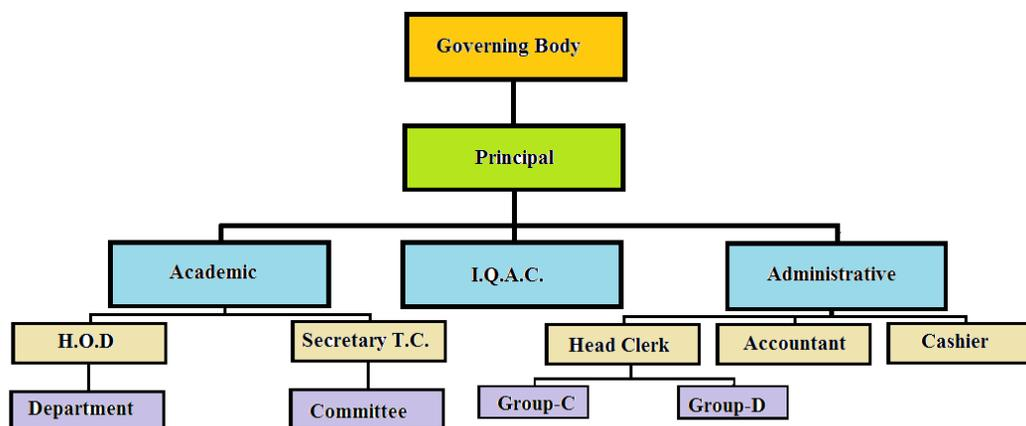 Governing Body
Principal
Academic
I.Q.A.C.
Administrative
H.O.D
Secretary T.C.
Head Clerk
Accountant
Cashier
Department
Committee
Group-C
Group-D